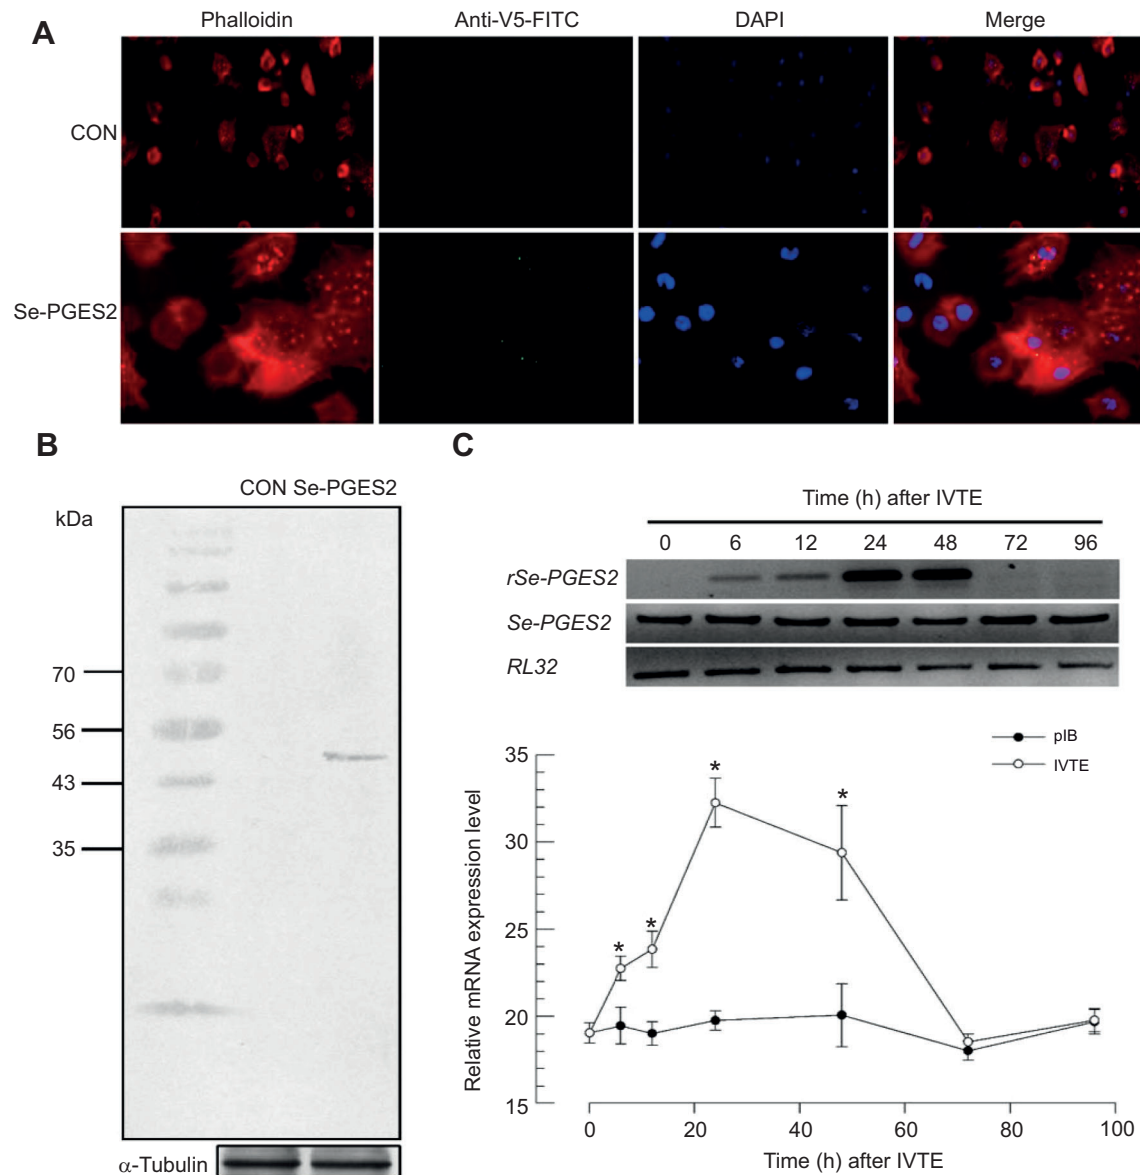 A
Phalloidin Anti-V5-FITC DAPI Merge
CON
Se-PGES2
B
CON Se-PGES2
kDa
70
56
43
35
α-Tubulin
C
Time (h) after IVTE
0 6 12 24 48 72 96
rSe-PGES2
Se-PGES2
RL32
pIB
IVTE
Relative mRNA expression level
35
30
25
20
15
* * * *
0 20 40 60 80 100
Time (h) after IVTE